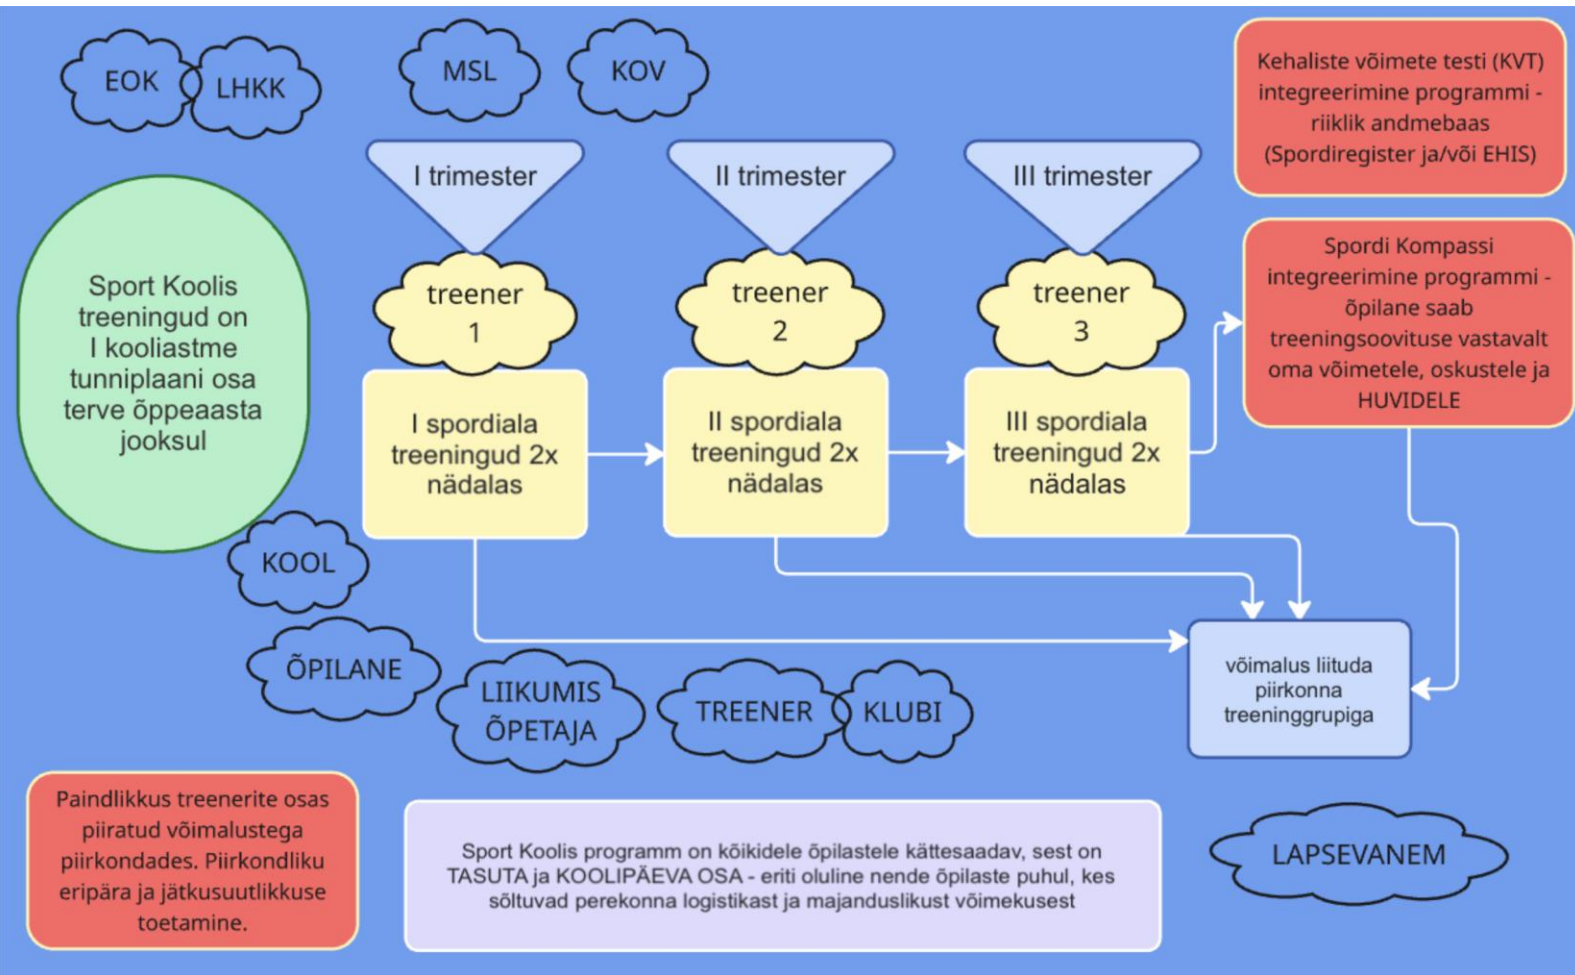 EOK
LHKK
MSL
KOV
Kehaliste võimete testi (KVT)
integreerimine programmi -
riiklik andmebaas
(Spordiregister ja/või EHIS)
I trimester
II trimester
III trimester
Sport Koolis
treeningud on
I kooliastme
tunniplaani osa
terve õppeaasta
jooksul
treener
1
treener
2
treener
3
Spordi Kompassi
integreerimine programmi -
õpilane saab
treeningsoovituse vastavalt
oma võimetele, oskustele ja
HUVIDELE
I spordiala
treeningud 2x
nädalas
II spordiala
treeningud 2x
nädalas
III spordiala
treeningud 2x
nädalas
KOOL
ÕPILANE
LIIKUMIS
ÕPETAJA
TREENER
KLUBI
võimalus liituda
piirkonna
treeninggrupiga
Paindlikkus treenerite osas
piiratud võimalustega
piirkondades. Piirkondliku
eripära ja jätkusuutlikkuse
toetamine.
Sport Koolis programm on kõikidele õpilastele kättesaadav, sest on
TASUTA ja KOOLIPÄEVA OSA - eriti oluline nende õpilaste puhul, kes
sõltuvad perekonna logistikast ja majanduslikust võimekusest
LAPSEVANEM